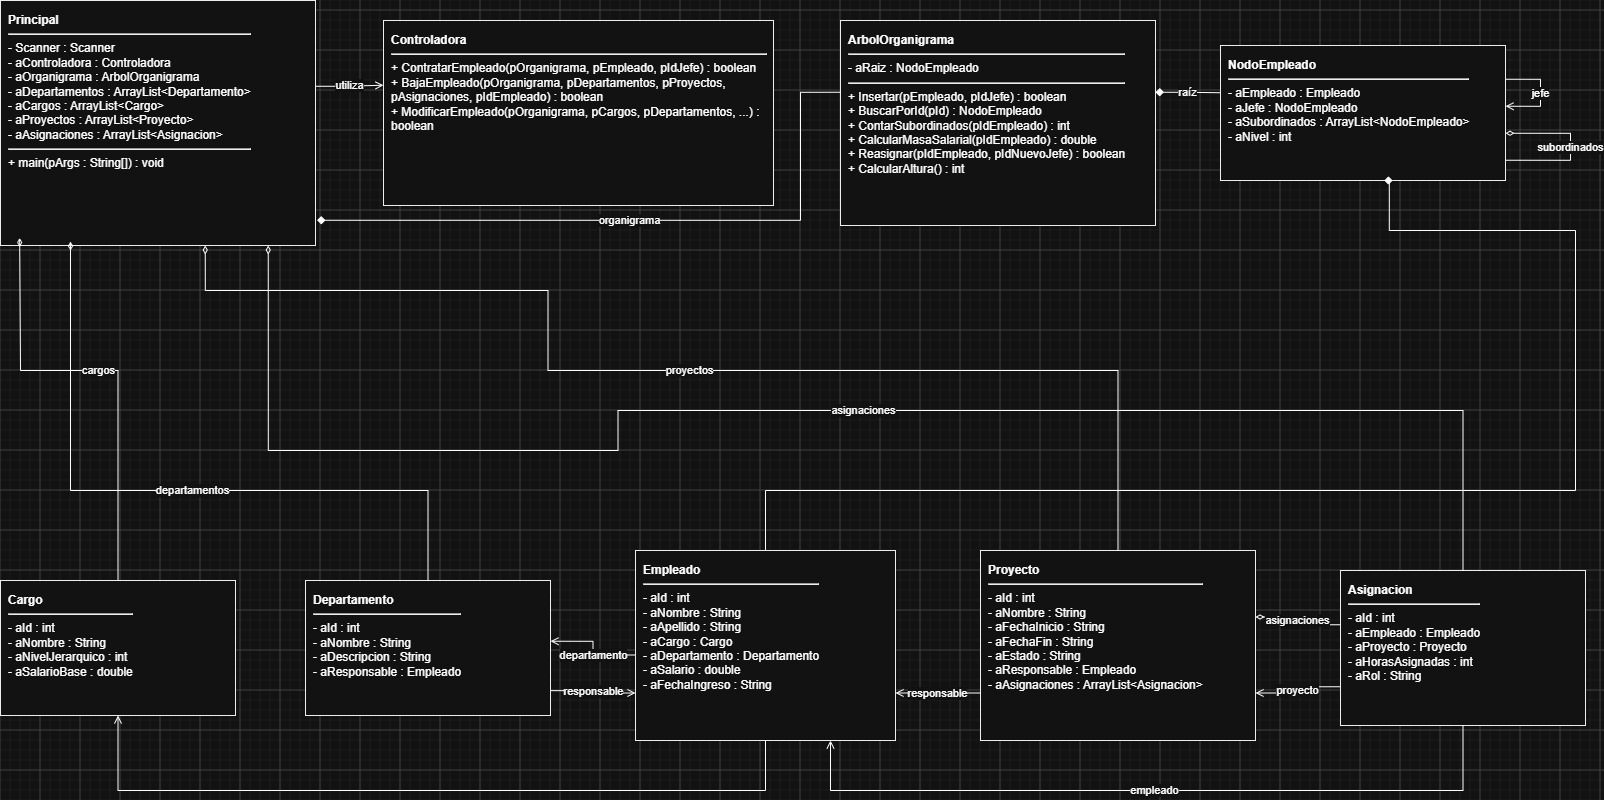 Principal
- Scanner : Scanner
- aControladora : Controladora
- aOrganigrama : ArbolOrganigrama
- aDepartamentos : ArrayList<Departamento>
- aCargos : ArrayList<Cargo>
- aProyectos : ArrayList<Proyecto>
- aAsignaciones : ArrayList<Asignacion>
+ main(pArgs : String[]) : void
utiliza
Controladora
+ ContratarEmpleado(pOrganigrama, pEmpleado, pIdJefe) : boolean
+ BajaEmpleado(pOrganigrama, pDepartamentos, pProyectos,
pAsignaciones, pIdEmpleado) : boolean
+ ModificarEmpleado(pOrganigrama, pCargos, pDepartamentos, ...) :
boolean
organigrama
ArbolOrganigrama
- aRaiz : NodoEmpleado
+ Insertar(pEmpleado, pIdJefe) : boolean
+ BuscarPorId(pId) : NodoEmpleado
+ ContarSubordinados(pIdEmpleado) : int
+ CalcularMasaSalarial(pIdEmpleado) : double
+ Reasignar(pIdEmpleado, pIdNuevoJefe) : boolean
+ CalcularAltura() : int
raíz
NodoEmpleado
- aEmpleado : Empleado
- aJefe : NodoEmpleado
- aSubordinados : ArrayList<NodoEmpleado>
- aNivel : int
jefe
subordinados
cargos
proyectos
asignaciones
departamentos
Cargo
- aId : int
- aNombre : String
- aNivelJerarquico : int
- aSalarioBase : double
Departamento
- aId : int
- aNombre : String
- aDescripcion : String
- aResponsable : Empleado
departamento
responsable
Empleado
- aId : int
- aNombre : String
- aApellido : String
- aCargo : Cargo
- aDepartamento : Departamento
- aSalario : double
- aFechaIngreso : String
responsable
Proyecto
- aId : int
- aNombre : String
- aFechaInicio : String
- aFechaFin : String
- aEstado : String
- aResponsable : Empleado
- aAsignaciones : ArrayList<Asignacion>
asignaciones
proyecto
Asignacion
- aId : int
- aEmpleado : Empleado
- aProyecto : Proyecto
- aHorasAsignadas : int
- aRol : String
empleado